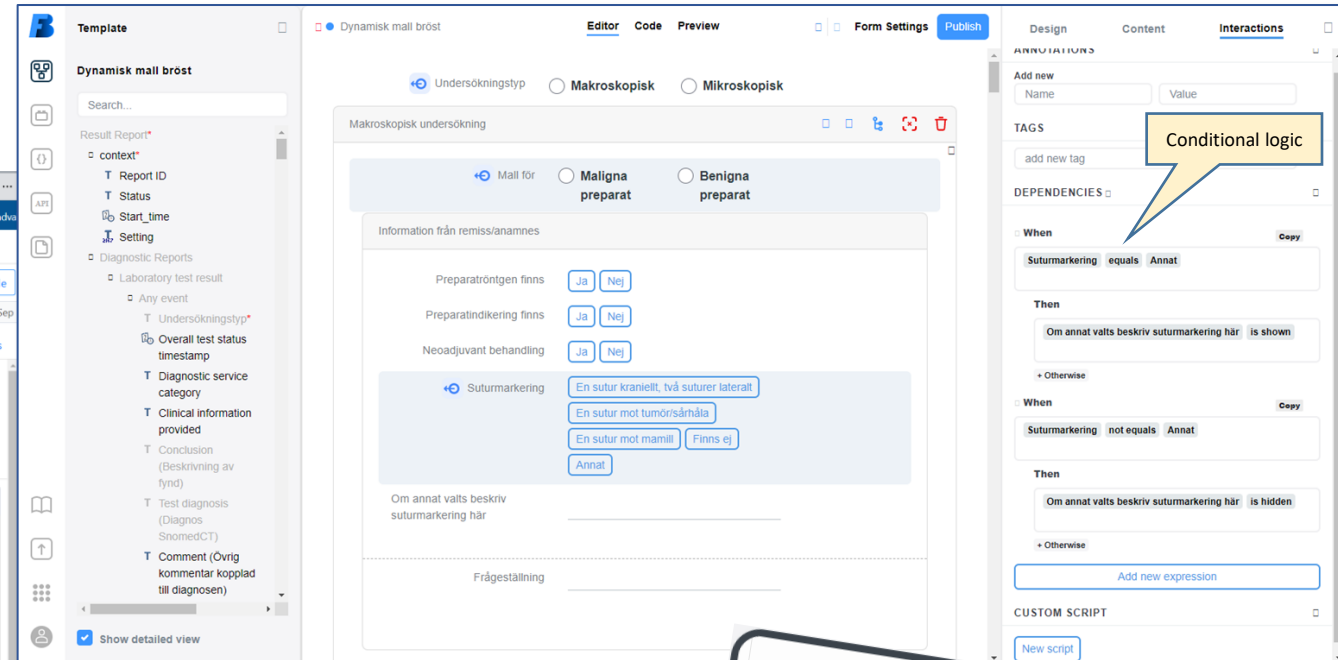 Template
Dynamisk mall bröst
Search...
Result Report*
context*
T Report ID
T Status
Start_time
Setting
Diagnostic Reports
Laboratory test result
Any event
T Undersökningstyp*
Overall test status
timestamp
T Diagnostic service
category
T Clinical information
provided
T Conclusion
(Beskrivning av
fynd)
T Test diagnosis
(Diagnos
SnomedCT)
T Comment (Övrig
kommentar kopplad
till diagnosen)
Show detailed view
{}
API
...
Sep
Dynamisk mall bröst
Editor Code Preview
Form Settings
Publish
Undersökningstyp
Makroskopisk
Mikroskopisk
Makroskopisk undersökning
Mall för
Maligna
preparat
Benigna
preparat
Information från remiss/anamnes
Preparatröntgen finns
Ja Nej
Preparatindikering finns
Ja Nej
Neoadjuvant behandling
Ja Nej
Suturmarkering
En sutur kraniellt, två suturer lateralt
En sutur mot tumör/sårhåla
En sutur mot mamill Finns ej
Annat
Om annat valts beskriv
suturmarkering här
Frågeställning
Design Content Interactions
ANNOTATIONS
Add new
Name
Value
TAGS
add new tag
Conditional logic
DEPENDENCIES
When
Copy
Suturmarkering equals Annat
Then
Om annat valts beskriv suturmarkering här is shown
+ Otherwise
When
Copy
Suturmarkering not equals Annat
Then
Om annat valts beskriv suturmarkering här is hidden
+ Otherwise
Add new expression
CUSTOM SCRIPT
New script